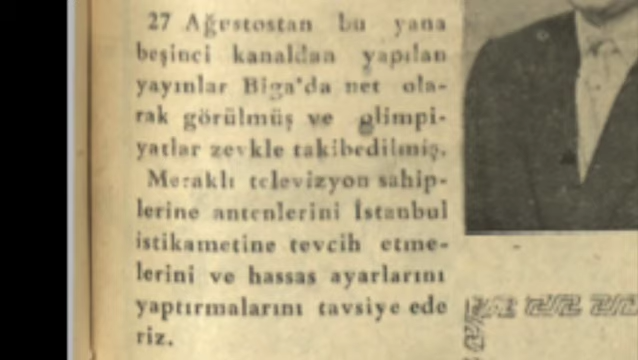 27 Ağustostan bu yana
beşinci kanaldan yapılan
yayınlar Biga'da net ola-
rak görülmüş ve olimpi-
yatlar zevkle takibedilmiş.
Meraklı televizyon sahip-
lerine antenlerini İstanbul
istikametine tevcih etme-
lerini ve hassas ayarlarını
yaptırmalarını tavsiye ede
riz.